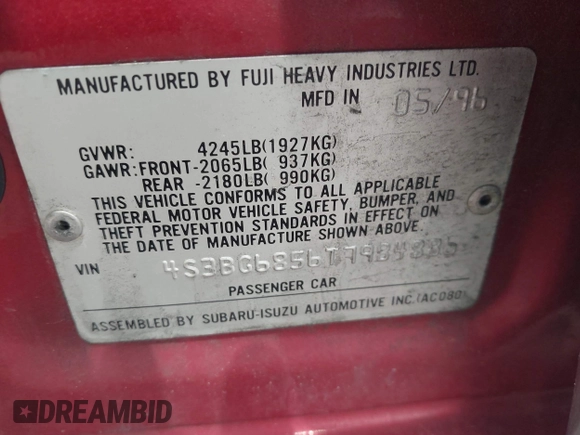 MANUFACTURED BY FUJI HEAVY INDUSTRIES LTD.
MFD IN 05/96
GVWR: 4245LB(1927KG)
GAWR:FRONT-2065LB( 937KG)
REAR -2180LB( 990KG)
THIS VEHICLE CONFORMS TO ALL APPLICABLE
FEDERAL MOTOR VEHICLE SAFETY, BUMPER, AND
THEFT PREVENTION STANDARDS IN EFFECT ON
THE DATE OF MANUFACTURE SHOWN ABOVE.
VIN
PASSENGER CAR
ASSEMBLED BY SUBARU-ISUZU AUTOMOTIVE INC.(AC080)
DREAMBID